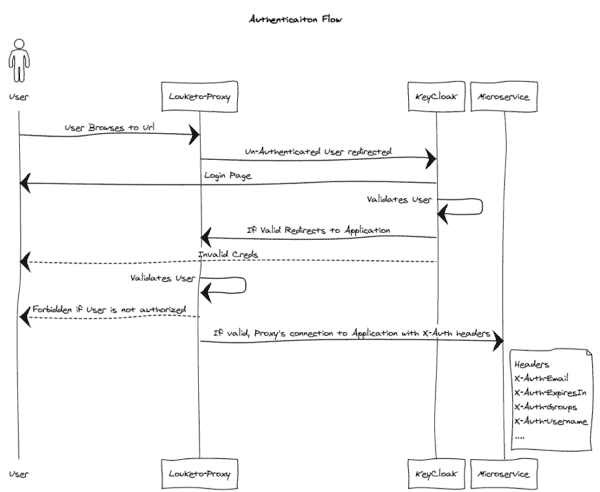 Authenticaiton Flow
User
Louketo-Proxy
KeyCloak
Microservice
User Browses to Url
Un-Authenticated User redirected
Login Page
Validates User
If Valid Redirects to Application
Invalid Creds
Validates User
Forbidden if User is not authorized
If valid, Proxy's connection to Application with X-Auth headers
Headers
X-Auth-Email
X-Auth-ExpiresIn
X-Auth-Groups
X-Auth-Username
....
User
Louketo-Proxy
KeyCloak
Microservice